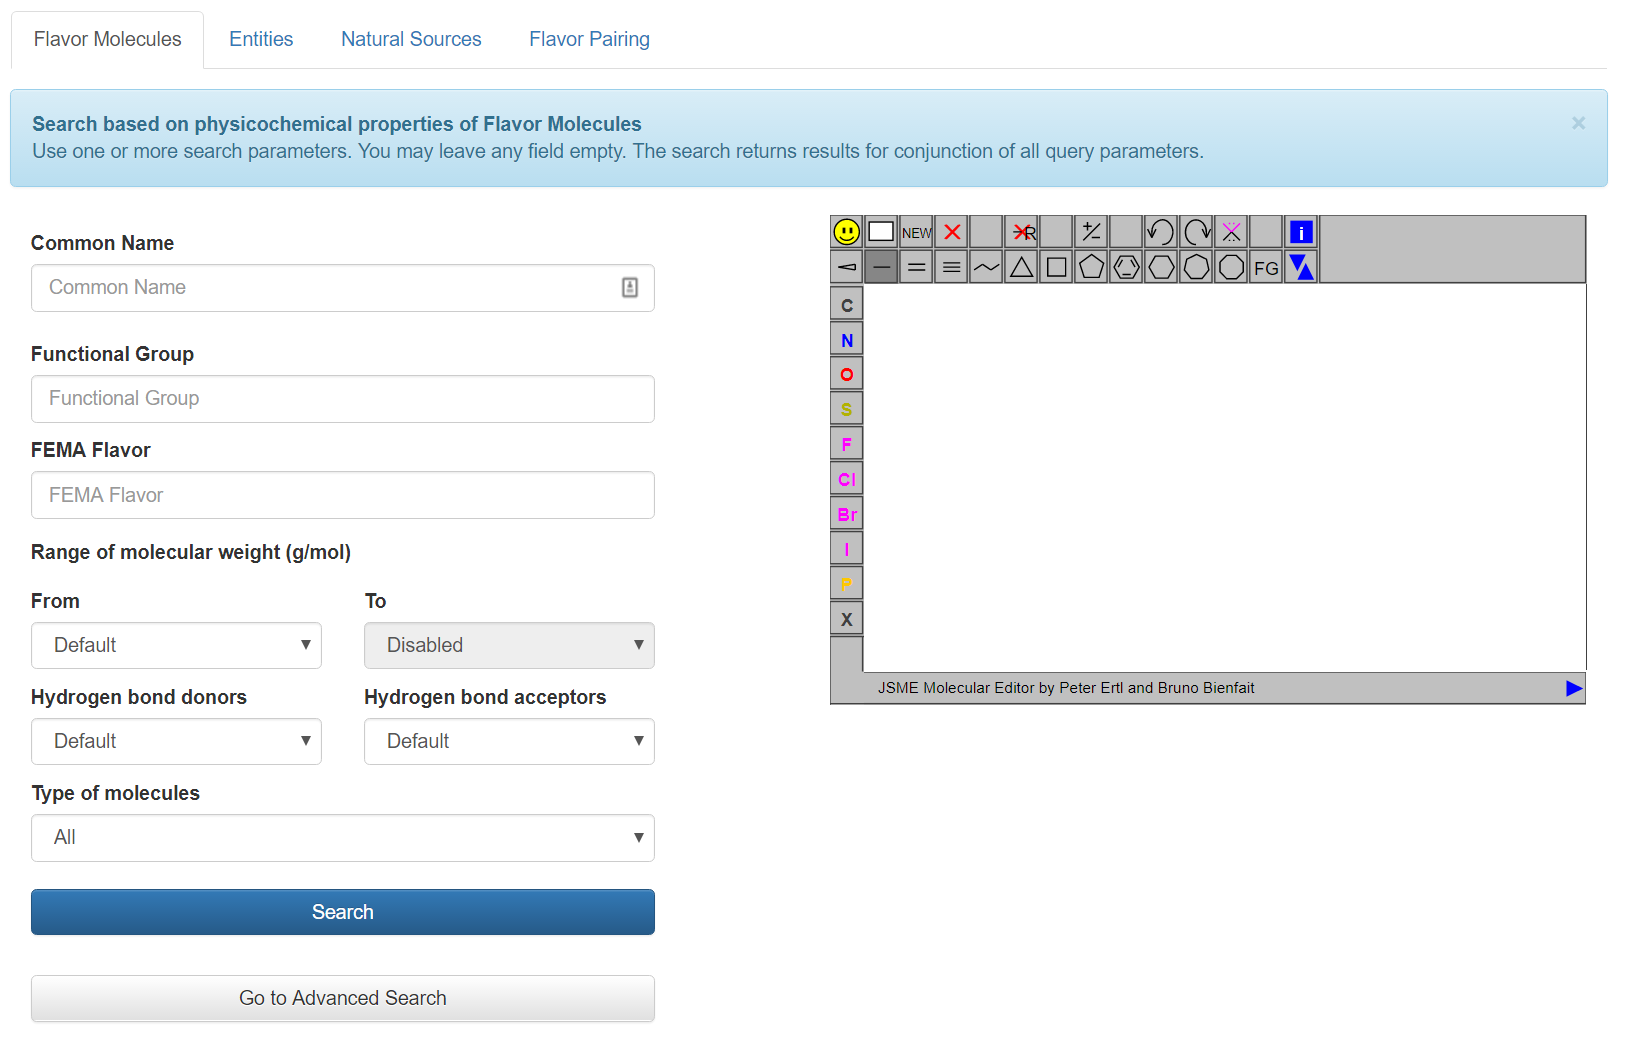 Flavor Molecules
Entities
Natural Sources
Flavor Pairing
Search based on physicochemical properties of Flavor Molecules
×
Use one or more search parameters. You may leave any field empty. The search returns results for conjunction of all query parameters.
Common Name
Common Name
Functional Group
Functional Group
FEMA Flavor
FEMA Flavor
Range of molecular weight (g/mol)
From
To
Default
Disabled
Hydrogen bond donors
Hydrogen bond acceptors
Default
Default
Type of molecules
All
Search
Go to Advanced Search
NEW
R
+/−
i
FG
C
N
O
S
F
Cl
Br
I
P
X
JSME Molecular Editor by Peter Ertl and Bruno Bienfait